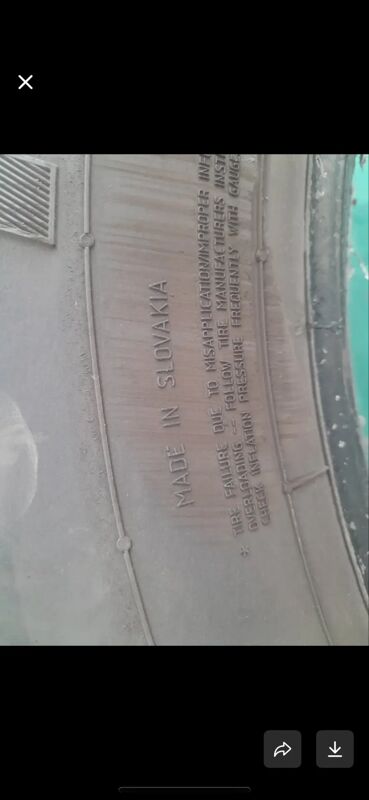 MADE IN SLOVAKIA
* TIRE FAILURE DUE TO MISAPPLICATION/IMPROPER
OVERLOADING -- FOLLOW TIRE MANUFACTURERS
CHECK INFLATION PRESSURE FREQUENTLY WITH